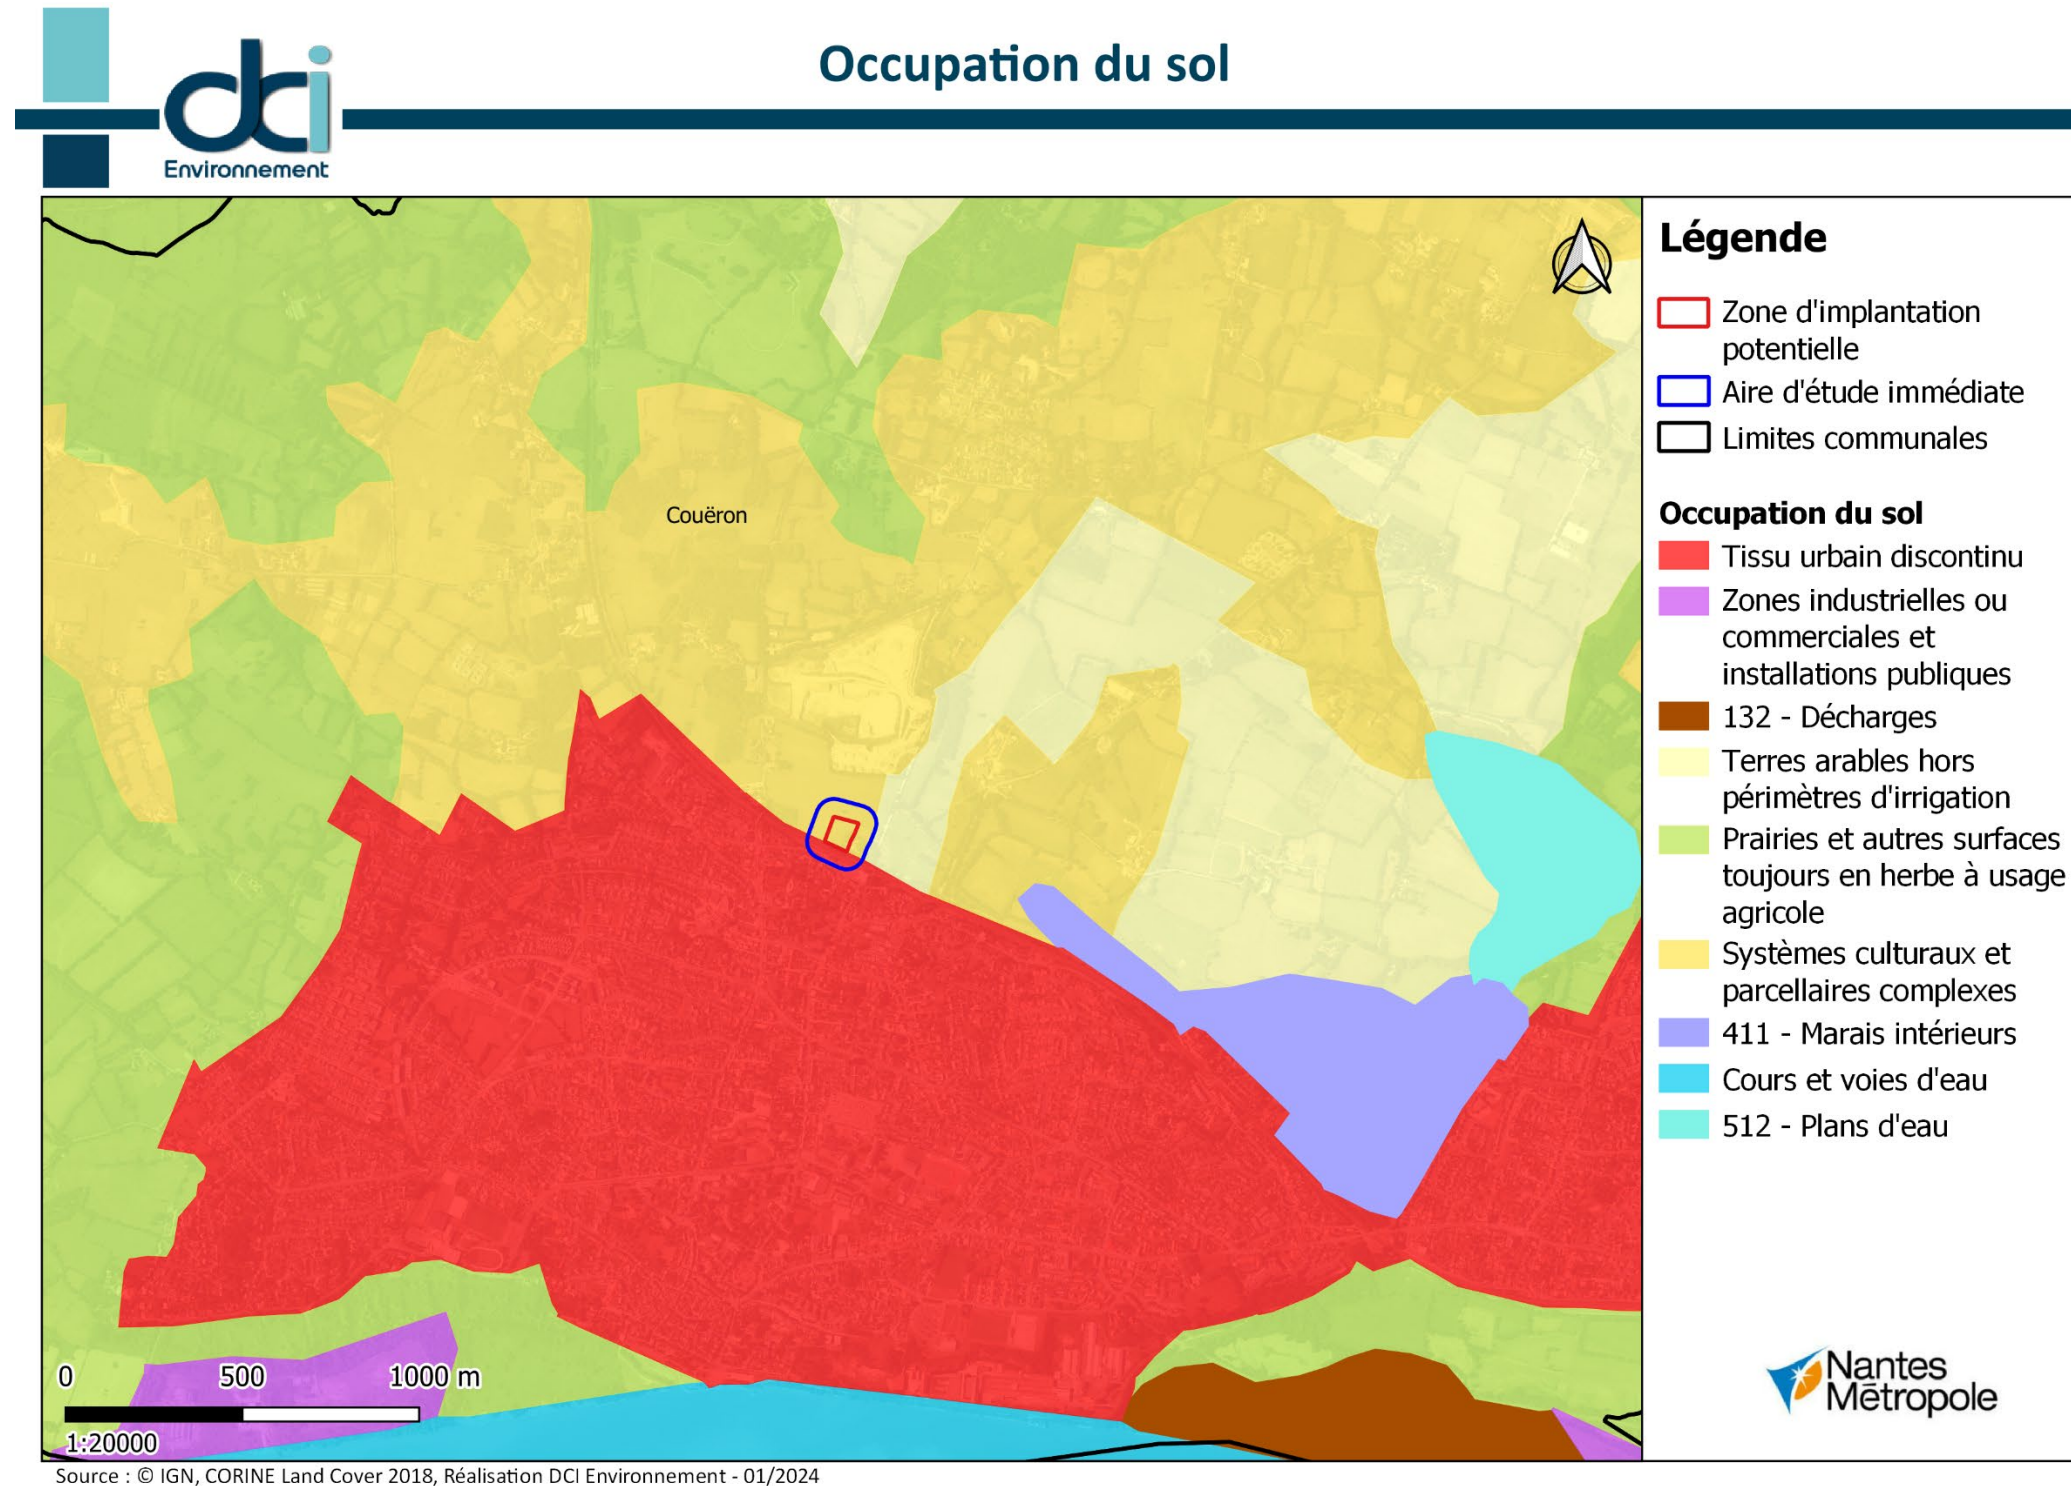 Occupation du sol
dci
Environnement
Couëron
0 500 1000 m
1:20000
Légende
Zone d'implantation
potentielle
Aire d'étude immédiate
Limites communales
Occupation du sol
Tissu urbain discontinu
Zones industrielles ou
commerciales et
installations publiques
132 - Décharges
Terres arables hors
périmètres d'irrigation
Prairies et autres surfaces
toujours en herbe à usage
agricole
Systèmes culturaux et
parcellaires complexes
411 - Marais intérieurs
Cours et voies d'eau
512 - Plans d'eau
Nantes
Métropole
Source : © IGN, CORINE Land Cover 2018, Réalisation DCI Environnement - 01/2024